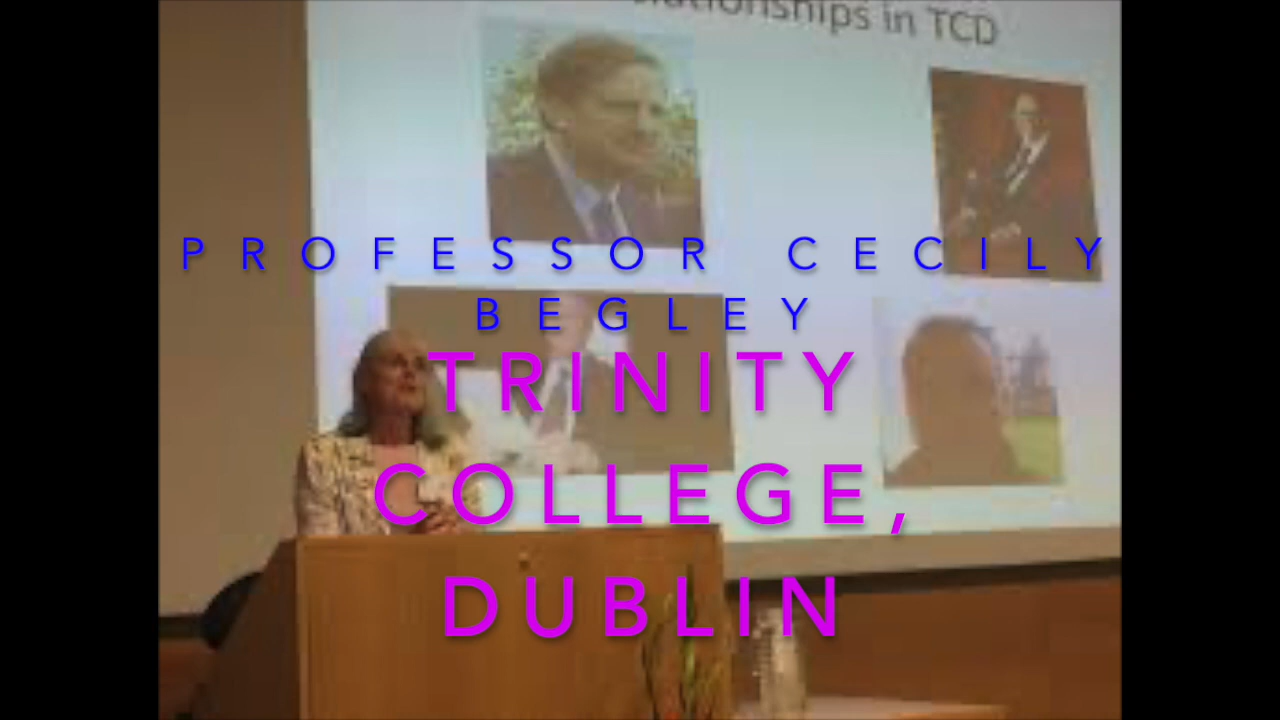 lationships in TCD
PROFESSOR CECILY
BEGLEY
TRINITY
COLLEGE,
DUBLIN